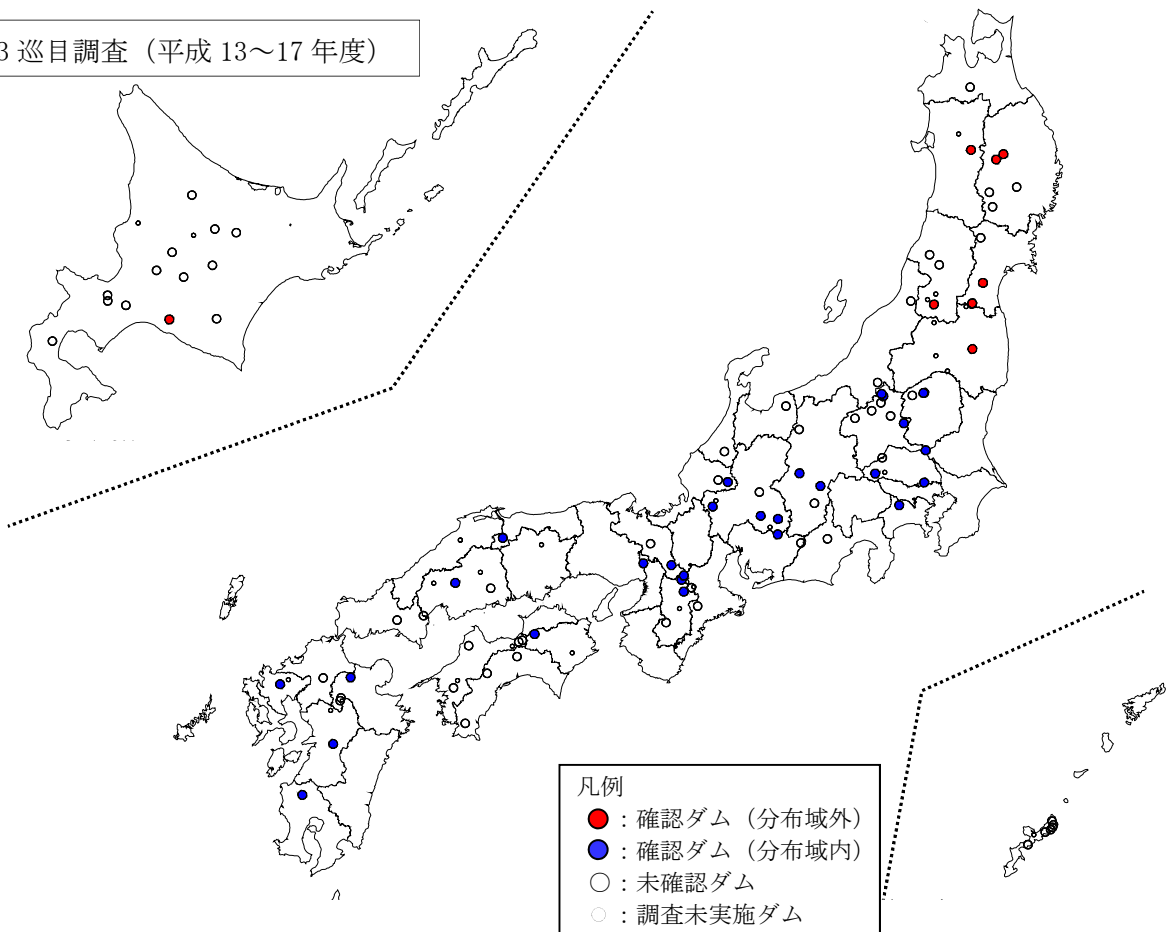 3 巡目調査（平成 13～17 年度）
凡例
：確認ダム（分布域外）
：確認ダム（分布域内）
：未確認ダム
：調査未実施ダム